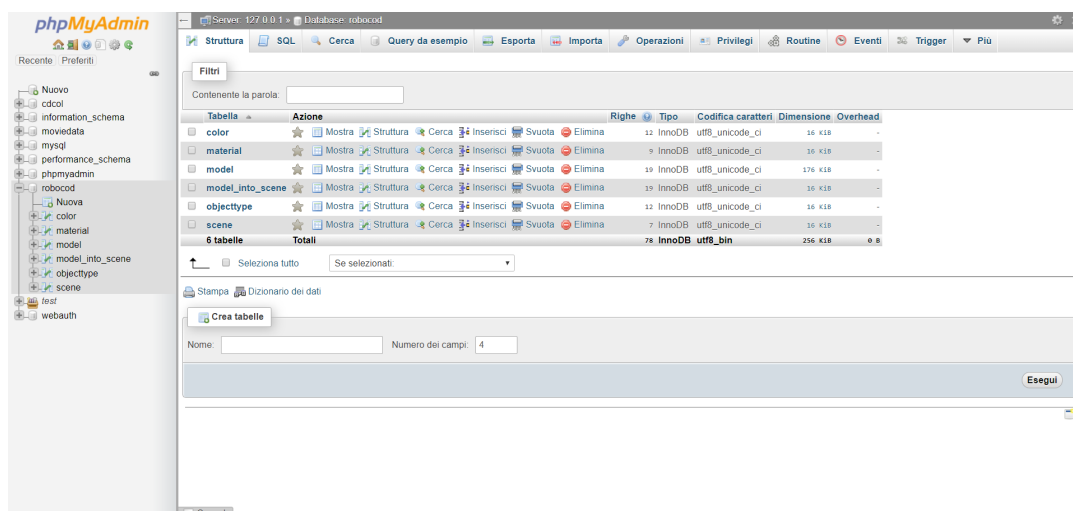 phpMyAdmin
Recente Preferiti
Nuovo
cdcol
information_schema
moviedata
mysql
performance_schema
phpmyadmin
robocod
Nuova
color
material
model
model_into_scene
objecttype
scene
test
webauth
Server: 127.0.0.1 » Database: robocod
Struttura SQL Cerca Query da esempio Esporta Importa Operazioni Privilegi Routine Eventi Trigger Più
Filtri
Contenente la parola:
Tabella Azione Righe Tipo Codifica caratteri Dimensione Overhead
color Mostra Struttura Cerca Inserisci Svuota Elimina 12 InnoDB utf8_unicode_ci 16 KiB -
material Mostra Struttura Cerca Inserisci Svuota Elimina 9 InnoDB utf8_unicode_ci 16 KiB -
model Mostra Struttura Cerca Inserisci Svuota Elimina 19 InnoDB utf8_unicode_ci 176 KiB -
model_into_scene Mostra Struttura Cerca Inserisci Svuota Elimina 19 InnoDB utf8_unicode_ci 16 KiB -
objecttype Mostra Struttura Cerca Inserisci Svuota Elimina 12 InnoDB utf8_unicode_ci 16 KiB -
scene Mostra Struttura Cerca Inserisci Svuota Elimina 7 InnoDB utf8_unicode_ci 16 KiB -
6 tabelle Totali 78 InnoDB utf8_bin 256 KiB 0 B
Seleziona tutto Se selezionati:
Stampa Dizionario dei dati
Crea tabelle
Nome: Numero dei campi: 4
Esegui